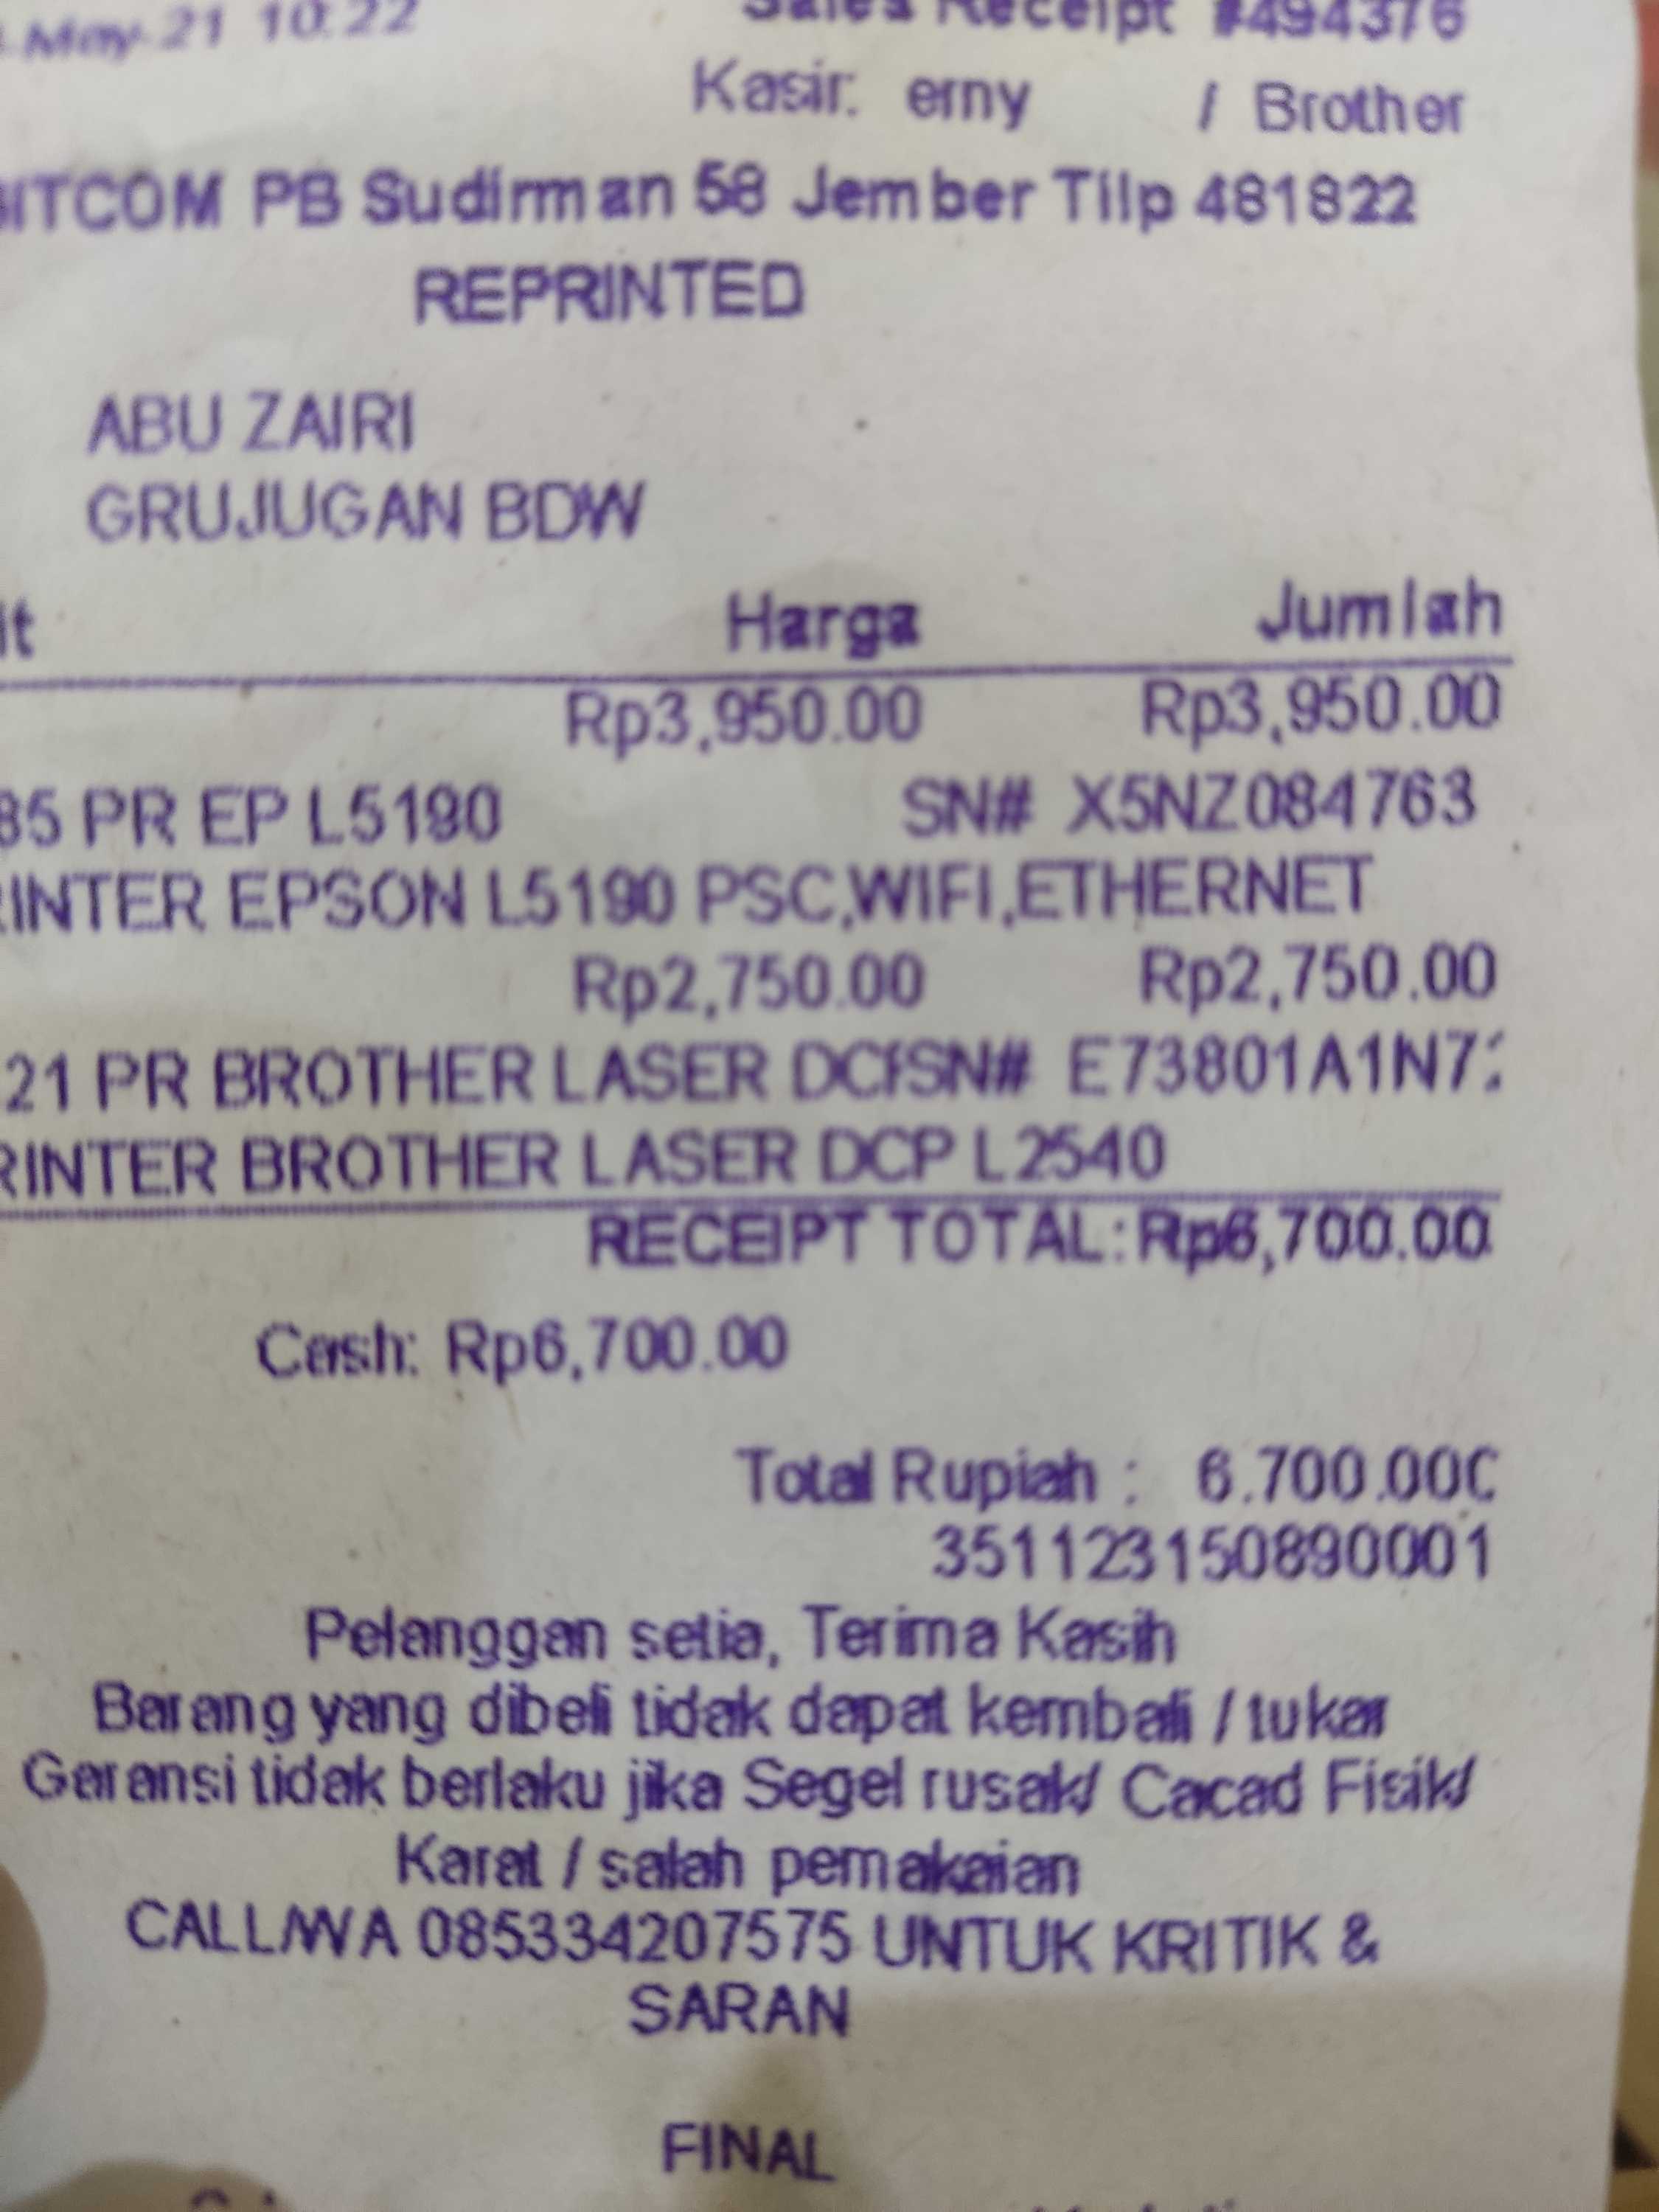 May-21 10:22
Sales Receipt #494376
Kasir: erny / Brother
BITCOM PB Sudirman 58 Jember Tilp 481822
REPRINTED
ABU ZAIRI
GRUJUGAN BDW
Harga Jumlah
Rp3,950.00 Rp3,950.00
85 PR EP L5190 SN# X5NZ084763
RINTER EPSON L5190 PSC,WIFI,ETHERNET
Rp2,750.00 Rp2,750.00
21 PR BROTHER LASER DCfSN# E73801A1N7
RINTER BROTHER LASER DCP L2540
RECEIPT TOTAL: Rp6,700.00
Cash: Rp6,700.00
Total Rupiah : 6.700.000
351123150890001
Pelanggan setia, Terima Kasih
Barang yang dibeli tidak dapat kembali / tukar
Garansi tidak berlaku jika Segel rusak/ Cacad Fisik/
Karat / salah pemakaian
CALL/WA 085334207575 UNTUK KRITIK &
SARAN
FINAL